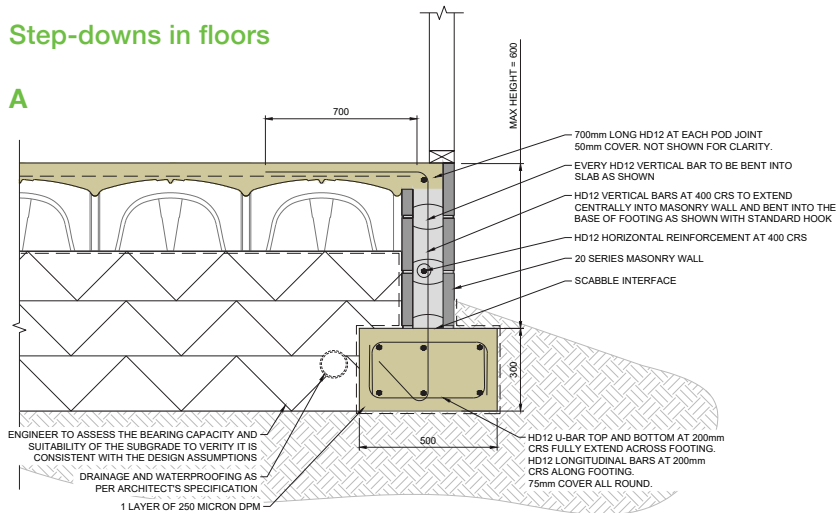 Step-downs in floors
A
700
MAX HEIGHT = 600
700mm LONG HD12 AT EACH POD JOINT
50mm COVER. NOT SHOWN FOR CLARITY.
EVERY HD12 VERTICAL BAR TO BE BENT INTO
SLAB AS SHOWN
HD12 VERTICAL BARS AT 400 CRS TO EXTEND
CENTRALLY INTO MASONRY WALL AND BENT INTO THE
BASE OF FOOTING AS SHOWN WITH STANDARD HOOK
HD12 HORIZONTAL REINFORCEMENT AT 400 CRS
20 SERIES MASONRY WALL
SCABBLE INTERFACE
300
500
ENGINEER TO ASSESS THE BEARING CAPACITY AND
SUITABILITY OF THE SUBGRADE TO VERIFY IT IS
CONSISTENT WITH THE DESIGN ASSUMPTIONS
DRAINAGE AND WATERPROOFING AS
PER ARCHITECT'S SPECIFICATION
1 LAYER OF 250 MICRON DPM
HD12 U-BAR TOP AND BOTTOM AT 200mm
CRS FULLY EXTEND ACROSS FOOTING.
HD12 LONGITUDINAL BARS AT 200mm
CRS ALONG FOOTING.
75mm COVER ALL ROUND.